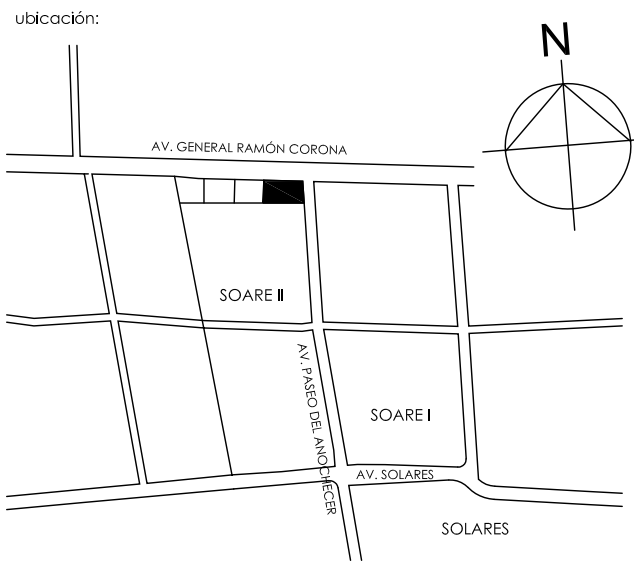 ubicación:
N
AV. GENERAL RAMÓN CORONA
SOARE II
AV. PASEO DEL ANOCHECER
SOARE I
AV. SOLARES
SOLARES